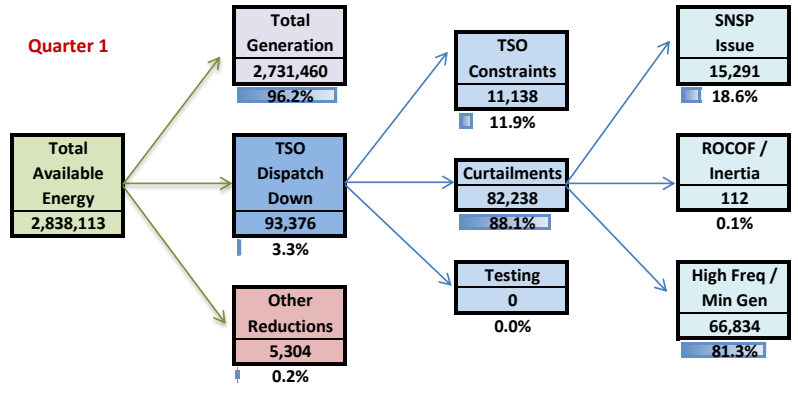 Quarter 1
Total
Available
Energy
2,838,113
Total
Generation
2,731,460
96.2%
TSO
Dispatch
Down
93,376
3.3%
Other
Reductions
5,304
0.2%
TSO
Constraints
11,138
11.9%
Curtailments
82,238
88.1%
Testing
0
0.0%
SNSP
Issue
15,291
18.6%
ROCOF /
Inertia
112
0.1%
High Freq /
Min Gen
66,834
81.3%